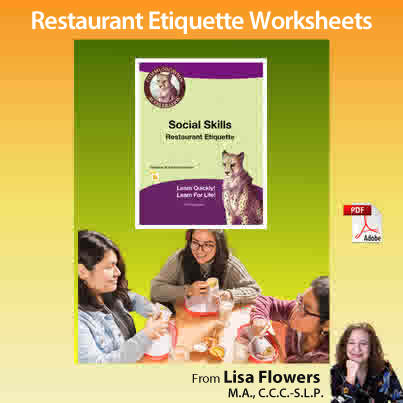 Restaurant Etiquette Worksheets
Social Skills
Restaurant Etiquette
Learn Quickly!
Learn For Life!
PDF
Adobe
From Lisa Flowers
M.A., C.C.C.-S.L.P.